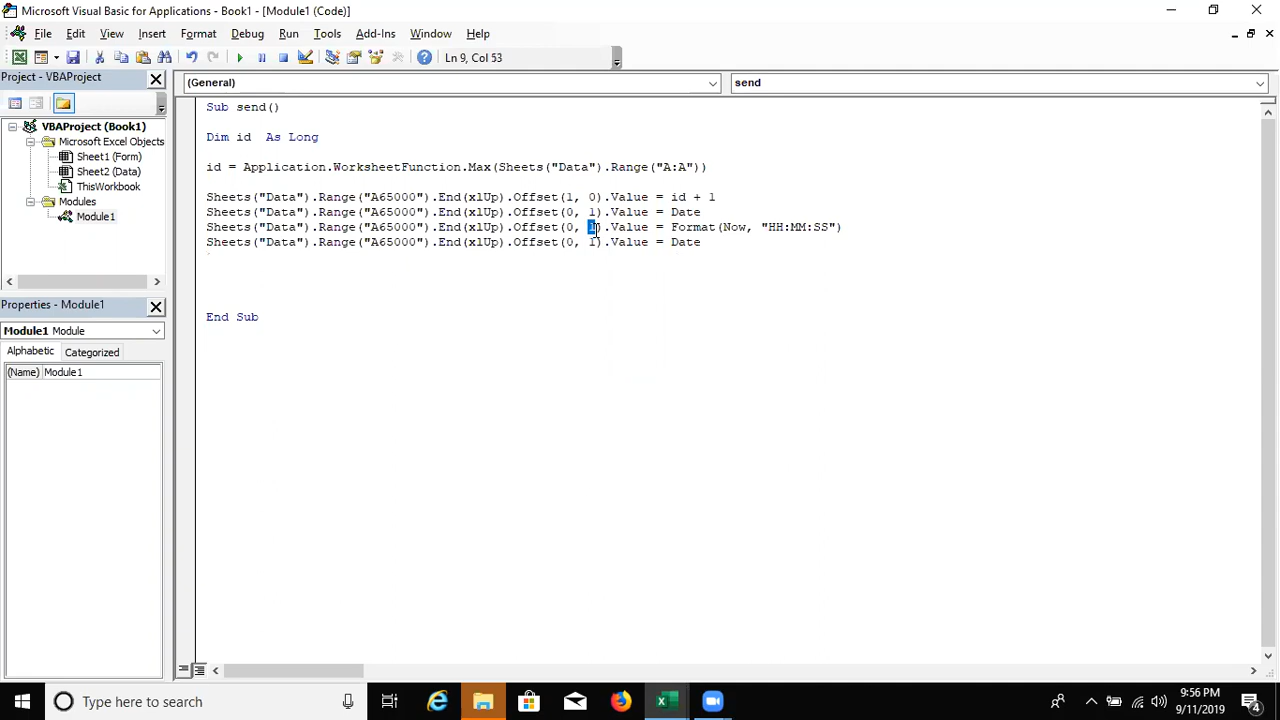 Microsoft Visual Basic for Applications - Book1 - [Module1 (Code)]
File Edit View Insert Format Debug Run Tools Add-Ins Window Help
Ln 9, Col 53
Project - VBAProject
(General)
send
VBAProject (Book1)
Microsoft Excel Objects
Sheet1 (Form)
Sheet2 (Data)
ThisWorkbook
Modules
Module1
Properties - Module1
Module1 Module
Alphabetic Categorized
(Name) Module1
Sub send()
Dim id  As Long
id = Application.WorksheetFunction.Max(Sheets("Data").Range("A:A"))
Sheets("Data").Range("A65000").End(xlUp).Offset(1, 0).Value = id + 1
Sheets("Data").Range("A65000").End(xlUp).Offset(0, 1).Value = Date
Sheets("Data").Range("A65000").End(xlUp).Offset(0, 1).Value = Format(Now, "HH:MM:SS")
Sheets("Data").Range("A65000").End(xlUp).Offset(0, 1).Value = Date
End Sub
Type here to search
9:56 PM
9/11/2019
4